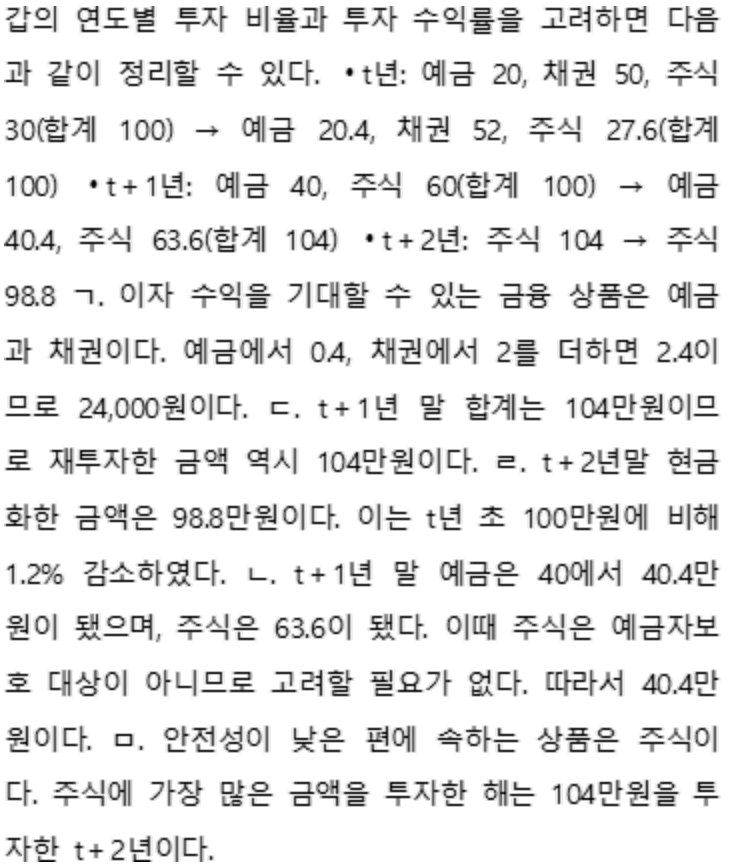 갑의 연도별 투자 비율과 투자 수익률을 고려하면 다음
과 같이 정리할 수 있다. •t년: 예금 20, 채권 50, 주식
30(합계 100) → 예금 20.4, 채권 52, 주식 27.6(합계
100) •t+1년: 예금 40, 주식 60(합계 100) → 예금
40.4, 주식 63.6(합계 104) •t+2년: 주식 104 → 주식
98.8 ㄱ. 이자 수익을 기대할 수 있는 금융 상품은 예금
과 채권이다. 예금에서 0.4, 채권에서 2를 더하면 2.4이
므로 24,000원이다. ㄷ. t+1년 말 합계는 104만원이므
로 재투자한 금액 역시 104만원이다. ㄹ. t+2년말 현금
화한 금액은 98.8만원이다. 이는 t년 초 100만원에 비해
1.2% 감소하였다. ㄴ. t+1년 말 예금은 40에서 40.4만
원이 됐으며, 주식은 63.6이 됐다. 이때 주식은 예금자보
호 대상이 아니므로 고려할 필요가 없다. 따라서 40.4만
원이다. ㅁ. 안전성이 낮은 편에 속하는 상품은 주식이
다. 주식에 가장 많은 금액을 투자한 해는 104만원을 투
자한 t+2년이다.